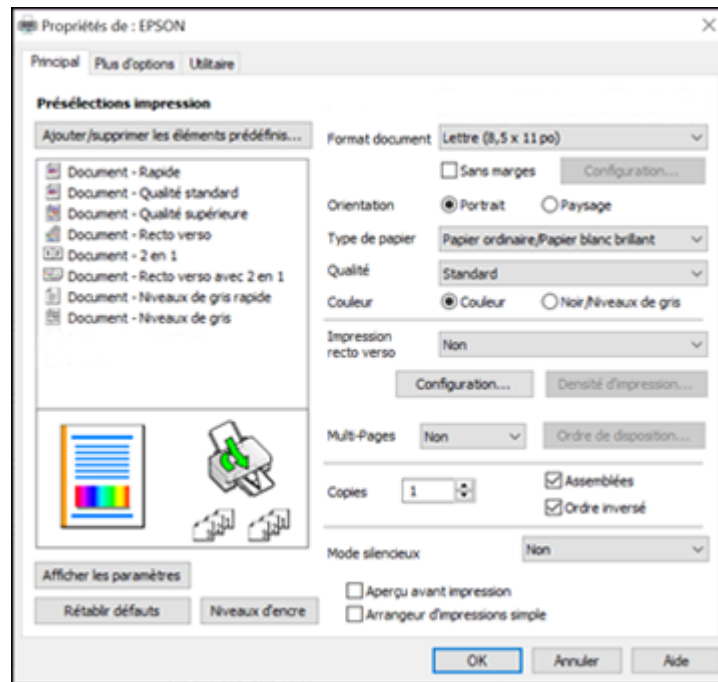 Propriétés de : EPSON
Principal Plus d'options Utilitaire
Présélections impression
Ajouter/supprimer les éléments prédéfinis...
Document - Rapide
Document - Qualité standard
Document - Qualité supérieure
Document - Recto verso
Document - 2 en 1
Document - Recto verso avec 2 en 1
Document - Niveaux de gris rapide
Document - Niveaux de gris
Afficher les paramètres
Rétablir défauts Niveaux d'encre
Format document Lettre (8,5 x 11 po)
Sans marges Configuration...
Orientation Portrait Paysage
Type de papier Papier ordinaire/Papier blanc brillant
Qualité Standard
Couleur Couleur Noir/Niveaux de gris
Impression
recto verso Non
Configuration... Densité d'impression...
Multi-Pages Non Ordre de disposition...
Copies 1 Assemblées
Ordre inversé
Mode silencieux Non
Aperçu avant impression
Arrangeur d'impressions simple
OK Annuler Aide